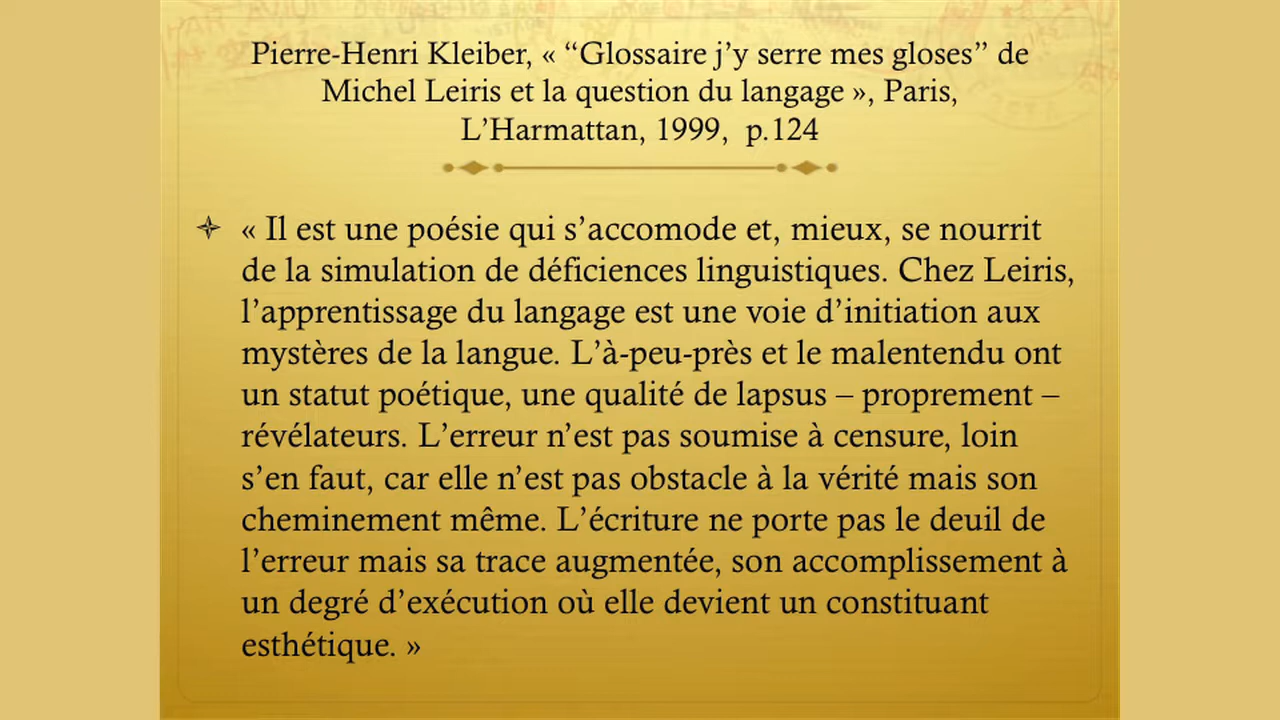 Pierre-Henri Kleiber, « “Glossaire j’y serre mes gloses” de
Michel Leiris et la question du langage », Paris,
L’Harmattan, 1999, p.124
« Il est une poésie qui s’accomode et, mieux, se nourrit
de la simulation de déficiences linguistiques. Chez Leiris,
l’apprentissage du langage est une voie d’initiation aux
mystères de la langue. L’à-peu-près et le malentendu ont
un statut poétique, une qualité de lapsus – proprement –
révélateurs. L’erreur n’est pas soumise à censure, loin
s’en faut, car elle n’est pas obstacle à la vérité mais son
cheminement même. L’écriture ne porte pas le deuil de
l’erreur mais sa trace augmentée, son accomplissement à
un degré d’exécution où elle devient un constituant
esthétique. »